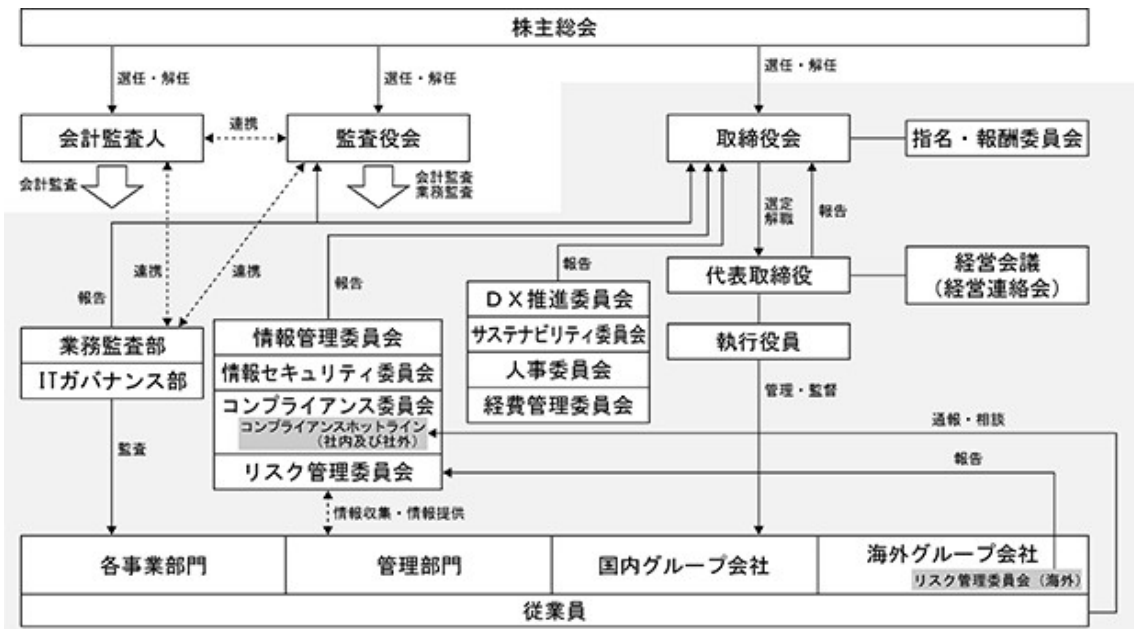 株主総会
選任・解任
選任・解任
選任・解任
会計監査人
連携
監査役会
取締役会
指名・報酬委員会
会計監査
会計監査
業務監査
選定
解職
報告
連携
連携
報告
報告
報告
代表取締役
経営会議
(経営連絡会)
DX推進委員会
サステナビリティ委員会
人事委員会
経費管理委員会
執行役員
業務監査部
ITガバナンス部
情報管理委員会
情報セキュリティ委員会
コンプライアンス委員会
コンプライアンスホットライン
(社内及び社外)
リスク管理委員会
管理・監督
通報・相談
報告
監査
情報収集・情報提供
各事業部門
管理部門
国内グループ会社
海外グループ会社
リスク管理委員会(海外)
従業員